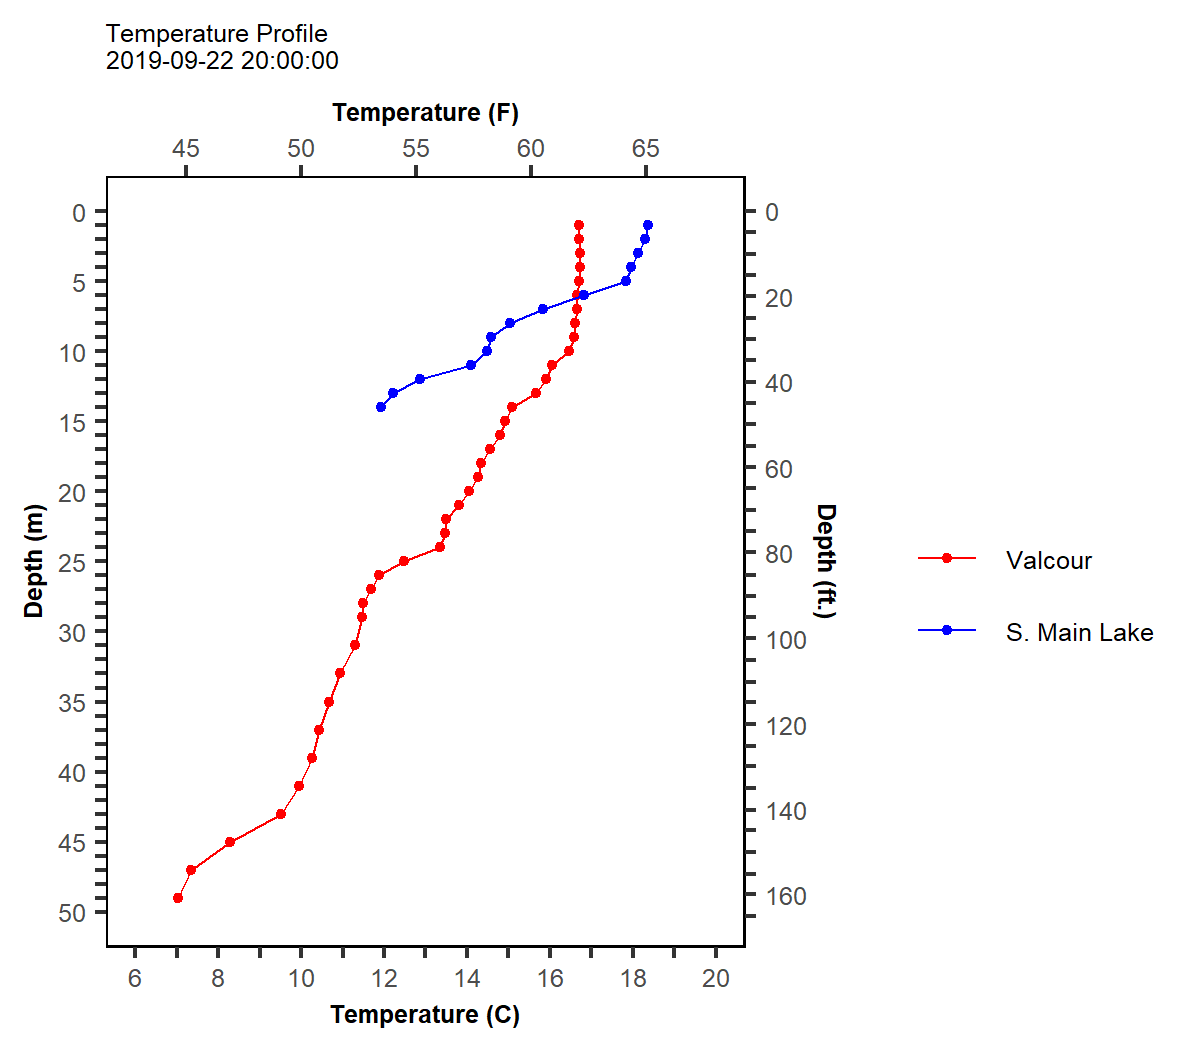 Temperature Profile
2019-09-22 20:00:00
Temperature (F)
45 50 55 60 65
0
5
10
15
20
25
30
35
40
45
50
Depth (m)
0
20
40
60
80
100
120
140
160
Depth (ft.)
Valcour
S. Main Lake
6 8 10 12 14 16 18 20
Temperature (C)